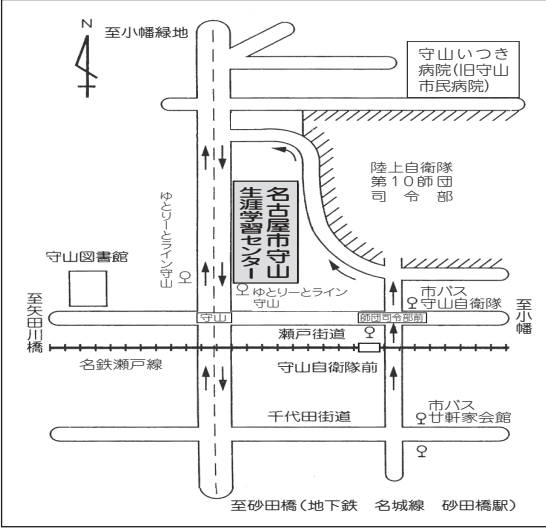 N
至小幡緑地
守山いつき
病院(旧守山
市民病院)
陸上自衛隊
第10師団
司令部
名古屋市守山
生涯学習センター
ゆとりーとライン
守山
守山図書館
ゆとりーとライン
守山
市バス
守山自衛隊
至矢田川橋
守山
師団司令部前
至小幡
瀬戸街道
名鉄瀬戸線
守山自衛隊前
千代田街道
市バス
廿軒家会館
至砂田橋(地下鉄 名城線 砂田橋駅)